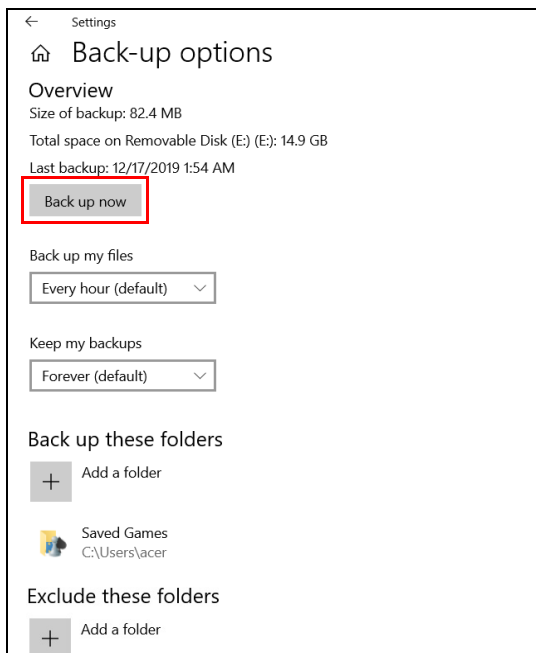 Settings
Back-up options
Overview
Size of backup: 82.4 MB
Total space on Removable Disk (E:) (E:): 14.9 GB
Last backup: 12/17/2019 1:54 AM
Back up now
Back up my files
Every hour (default)
Keep my backups
Forever (default)
Back up these folders
Add a folder
Saved Games
C:\Users\acer
Exclude these folders
Add a folder